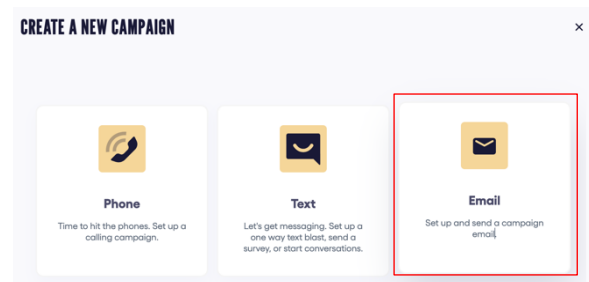 CREATE A NEW CAMPAIGN
×
Phone
Time to hit the phones. Set up a
calling campaign.
Text
Let's get messaging. Set up a
one way text blast, send a
survey, or start conversations.
Email
Set up and send a campaign
email.